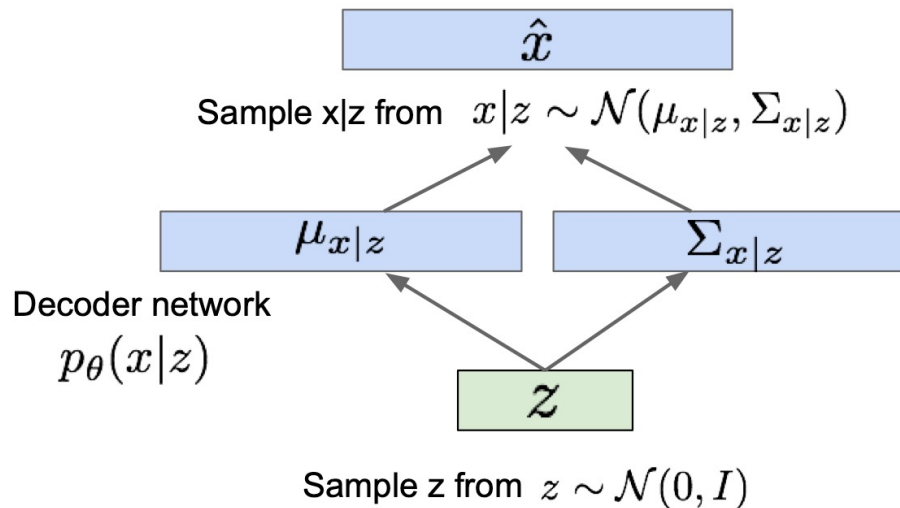 x̂
Sample x|z from x|z ∼ 𝒩(μ_{x|z}, Σ_{x|z})
μ_{x|z} Σ_{x|z}
Decoder network
p_θ(x|z)
z
Sample z from z ∼ 𝒩(0, I)